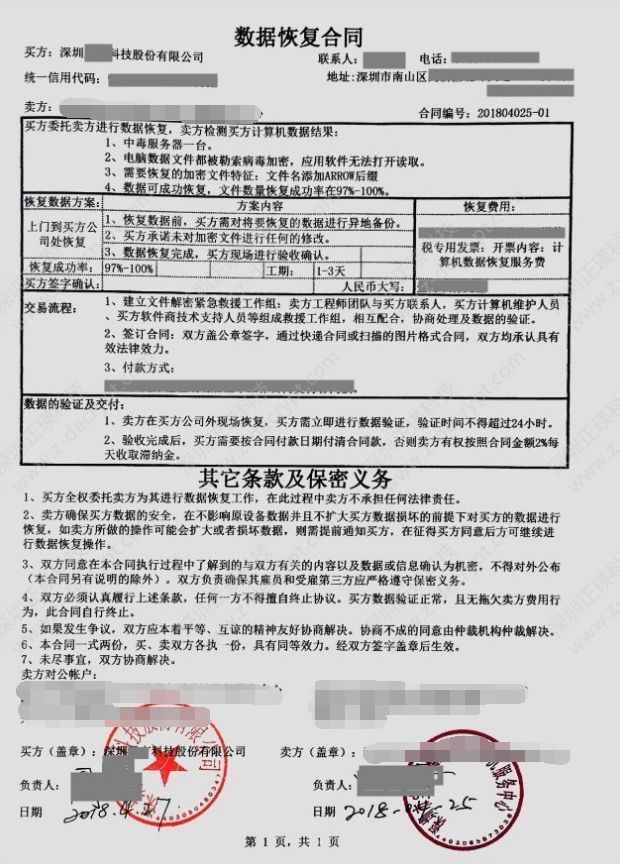 数据恢复合同
买方：深圳 科技股份有限公司 联系人： 电话：
统一信用代码： 地址:深圳市南山区
卖方： 合同编号：201804025-01
买方委托卖方进行数据恢复，卖方检测买方计算机数据结果：
1、中毒服务器一台。
2、电脑数据文件都被勒索病毒加密，应用软件无法打开读取。
3、需要恢复的加密文件特征：文件名添加ARROW后缀
4、数据可成功恢复，文件数量恢复成功率在97%-100%。
恢复数据方案： 方案内容 恢复费用：
上门到买方公司处恢复
1、恢复数据前，买方需对将要恢复的数据进行异地备份。
2、买方承诺未对加密文件进行任何的修改。
3、数据恢复完成，买方现场进行验收确认。
税专用发票：开票内容：计
算机数据恢复服务费
恢复成功率： 97%-100% 工期： 1-3天
买方签字确认： 人民币大写：
交易流程：
1、建立文件解密紧急救援工作组：卖方工程师团队与买方联系人，买方计算机维护人员
、买方软件商技术支持人员等组成救援工作组，相互配合，协商处理及数据的验证。
2、签订合同：双方盖公章签字，通过快递合同或扫描的图片格式合同，双方均承认具有
有效法律效力。
3、付款方式：
数据的验证及交付：
1、卖方在买方公司外现场恢复，买方需立即进行数据验证，验证时间不得超过24小时。
2、验收完成后，买方需要按合同付款日期付清合同款，否则卖方有权按照合同金额2%每
天收取滞纳金。
其它条款及保密义务
1、买方全权委托卖方为其进行数据恢复工作，在此过程中卖方不承担任何法律责任。
2、卖方确保买方数据的安全，在不影响原设备数据并且不扩大买方数据损坏的前提下对买方的数据进行
恢复，如卖方所做的操作可能会扩大或者损坏数据，则需提前通知买方，在征得买方同意后方可继续进
行数据恢复操作。
3、双方同意在本合同执行过程中了解到的与双方有关的内容以及数据或信息确认为机密，不得对外公布
（本合同另有说明的除外）。双方负责确保其雇员和受雇第三方应严格遵守保密义务。
4、双方必须认真履行上述条款，任何一方不得擅自终止协议。买方数据验证正常，且无拖欠卖方费用行
为，此合同自行终止。
5、如果发生争议，双方应本着平等、互谅的精神友好协商解决。协商不成的同意由仲裁机构仲裁解决。
6、本合同一式两份，买、卖双方各执一份，具有同等效力。经双方签字盖章后生效。
7、未尽事宜，双方协商解决。
卖方对公帐户：
买方（盖章）：深圳 科技股份有限公司 卖方（盖章）：
负责人： 负责人：
日期 日期 2018
第 1 页，共 1 页